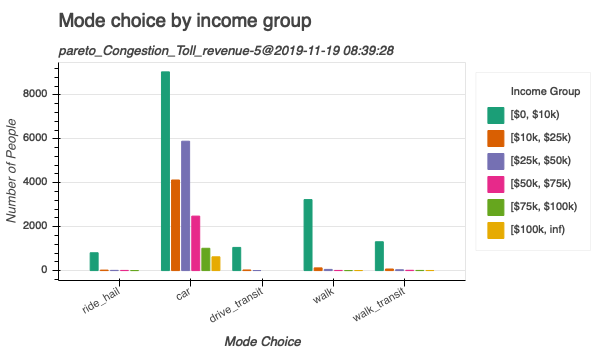 Mode choice by income group
pareto_Congestion_Toll_revenue-5@2019-11-19 08:39:28
Number of People
8000
6000
4000
2000
0
ride_hail
car
drive_transit
walk
walk_transit
Mode Choice
Income Group
[$0, $10k)
[$10k, $25k)
[$25k, $50k)
[$50k, $75k)
[$75k, $100k)
[$100k, inf)